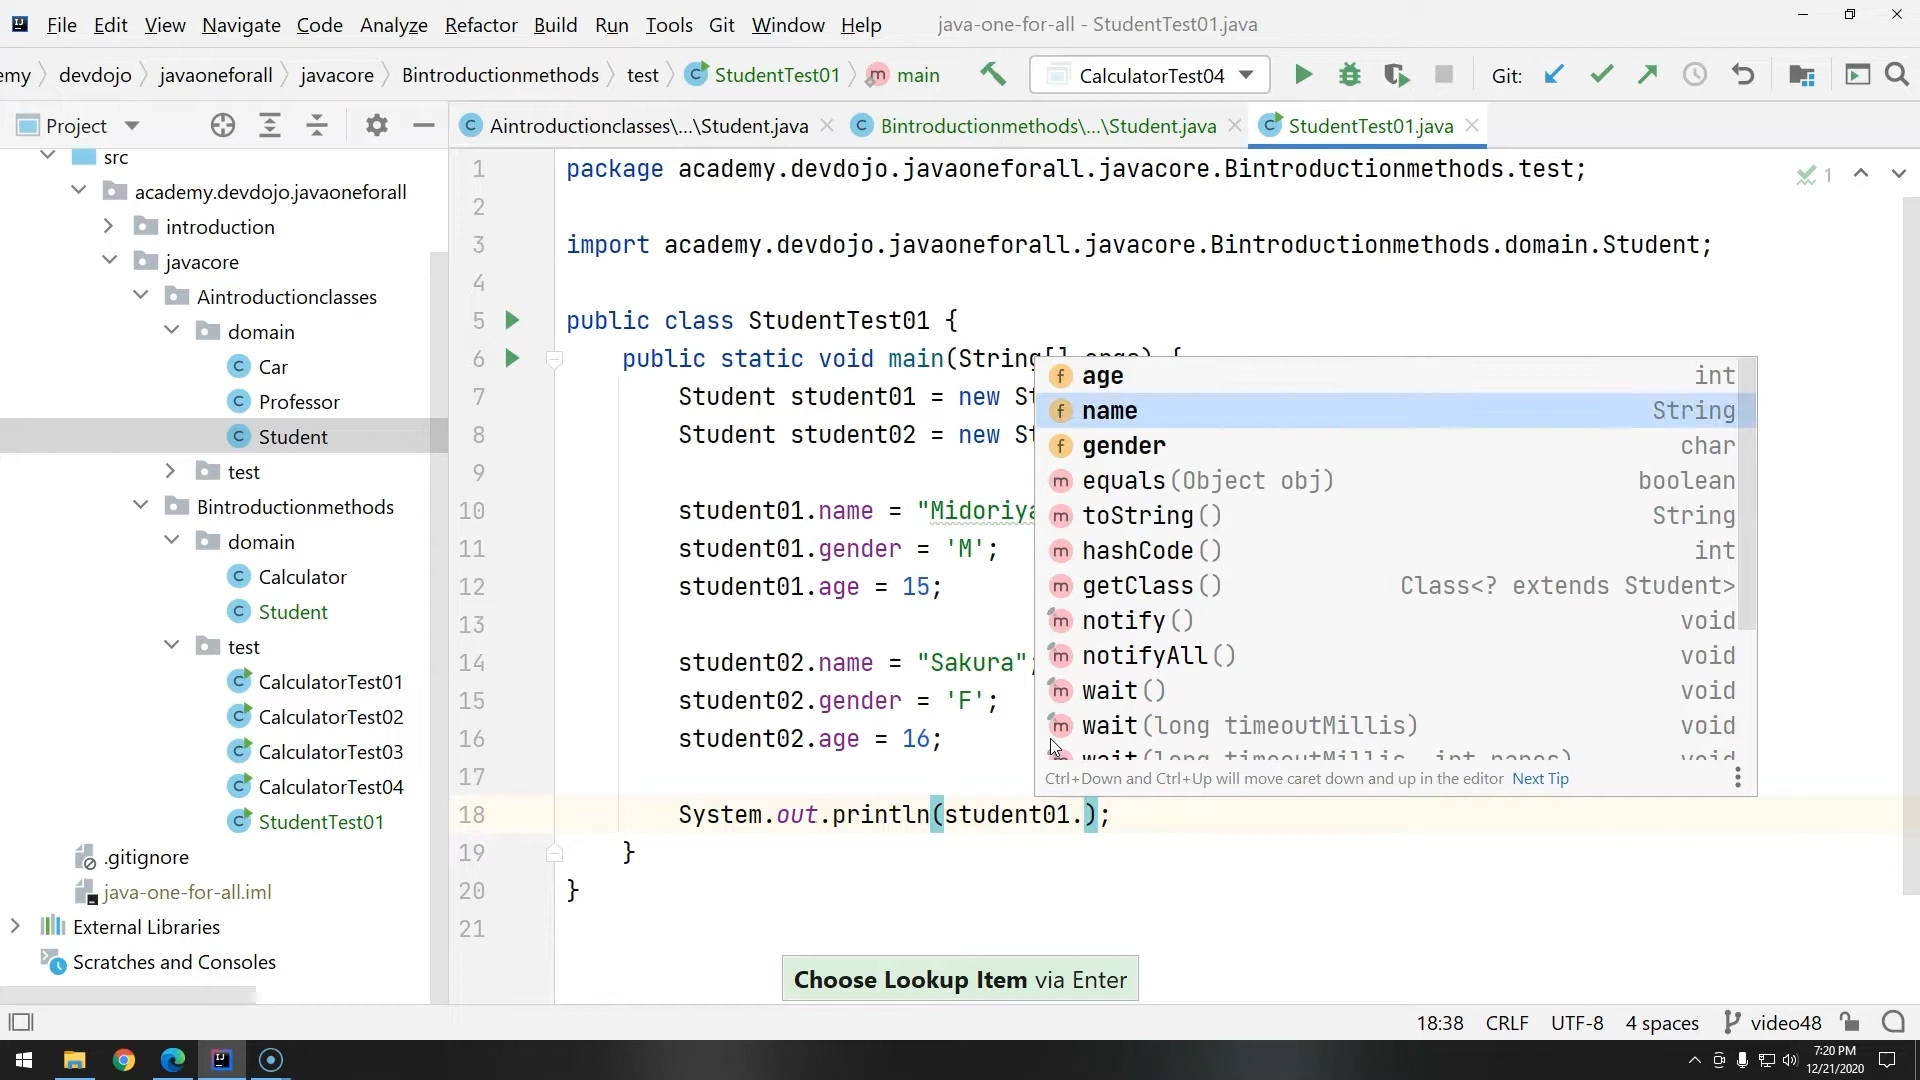 File Edit View Navigate Code Analyze Refactor Build Run Tools Git Window Help java-one-for-all - StudentTest01.java
emy devdojo javaoneforall javacore Bintroductionmethods test StudentTest01 main CalculatorTest04 Git:
Project
Aintroductionclasses\...\Student.java Bintroductionmethods\...\Student.java StudentTest01.java
src
academy.devdojo.javaoneforall
introduction
javacore
Aintroductionclasses
domain
Car
Professor
Student
test
Bintroductionmethods
domain
Calculator
Student
test
CalculatorTest01
CalculatorTest02
CalculatorTest03
CalculatorTest04
StudentTest01
.gitignore
java-one-for-all.iml
External Libraries
Scratches and Consoles
1 package academy.devdojo.javaoneforall.javacore.Bintroductionmethods.test; 1
2
3 import academy.devdojo.javaoneforall.javacore.Bintroductionmethods.domain.Student;
4
5 public class StudentTest01 {
6 public static void main(String[] args) {
7 Student student01 = new St
8 Student student02 = new St
9
10 student01.name = "Midoriya
11 student01.gender = 'M';
12 student01.age = 15;
13
14 student02.name = "Sakura";
15 student02.gender = 'F';
16 student02.age = 16;
17
18 System.out.println(student01.);
19 }
20 }
21
age int
name String
gender char
equals(Object obj) boolean
toString() String
hashCode() int
getClass() Class<? extends Student>
notify() void
notifyAll() void
wait() void
wait(long timeoutMillis) void
wait(long timeoutMillis, int nanos) void
Ctrl+Down and Ctrl+Up will move caret down and up in the editor Next Tip
Choose Lookup Item via Enter
18:38 CRLF UTF-8 4 spaces video48
7:20 PM
12/21/2020